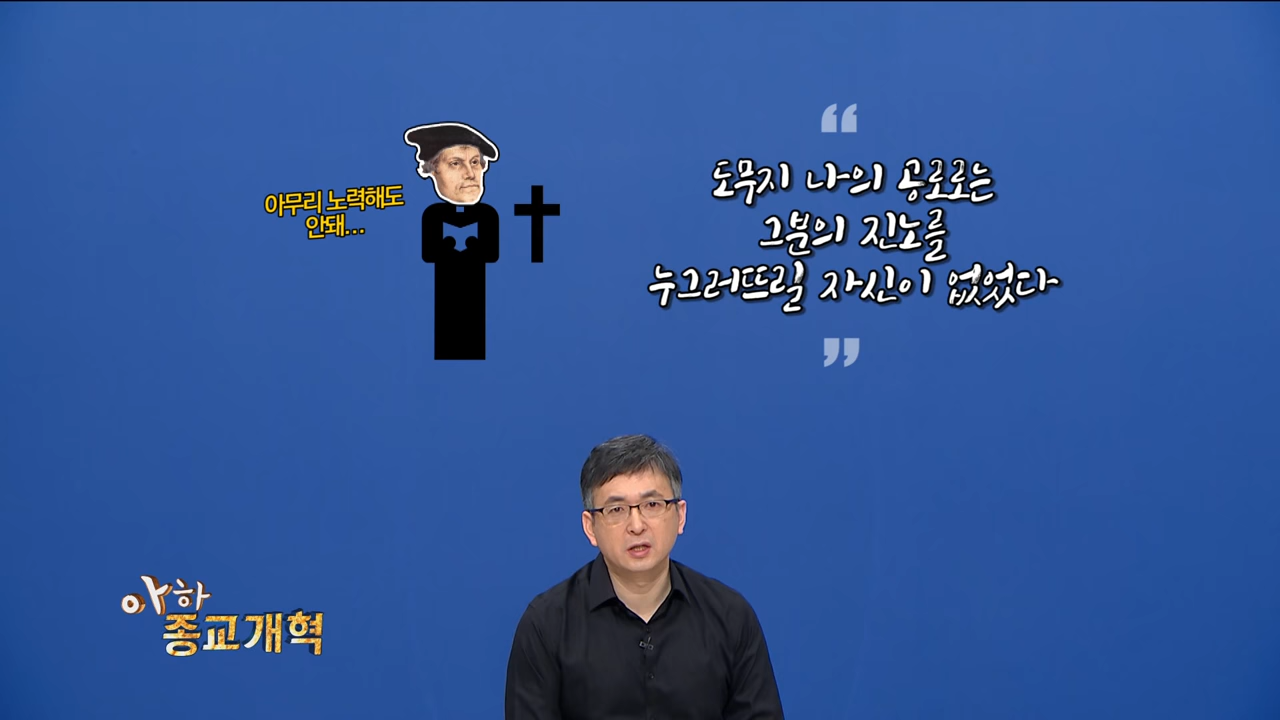 아무리 노력해도
안돼...
“
도무지 나의 공로로는
그분의 진노를
누그러뜨릴 자신이 없었다
”
아하
종교개혁